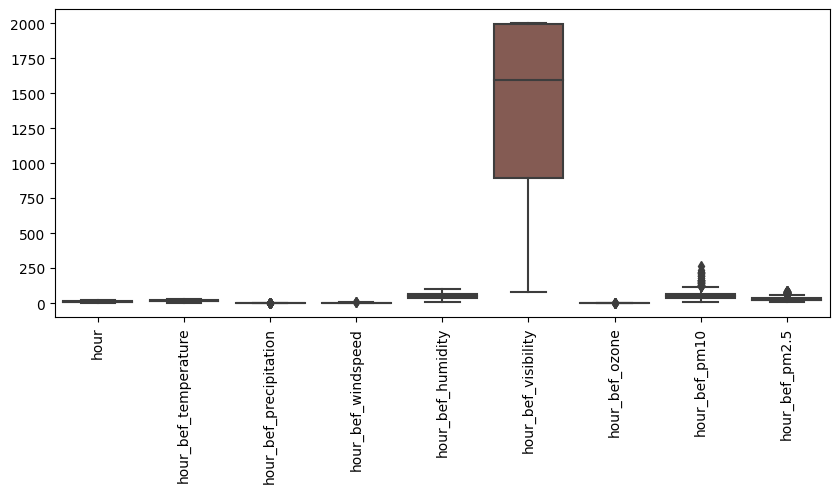 2000
1750
1500
1250
1000
750
500
250
0
hour
hour_bef_temperature
hour_bef_precipitation
hour_bef_windspeed
hour_bef_humidity
hour_bef_visibility
hour_bef_ozone
hour_bef_pm10
hour_bef_pm2.5